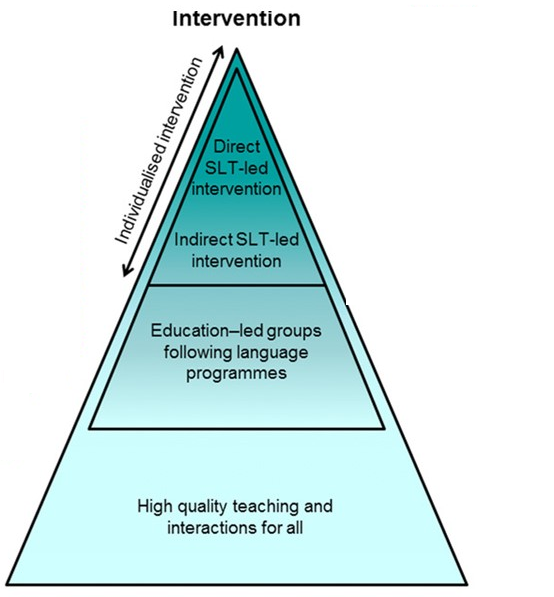 Intervention
Individualised intervention
Direct
SLT-led
intervention
Indirect SLT-led
intervention
Education–led groups
following language
programmes
High quality teaching and
interactions for all